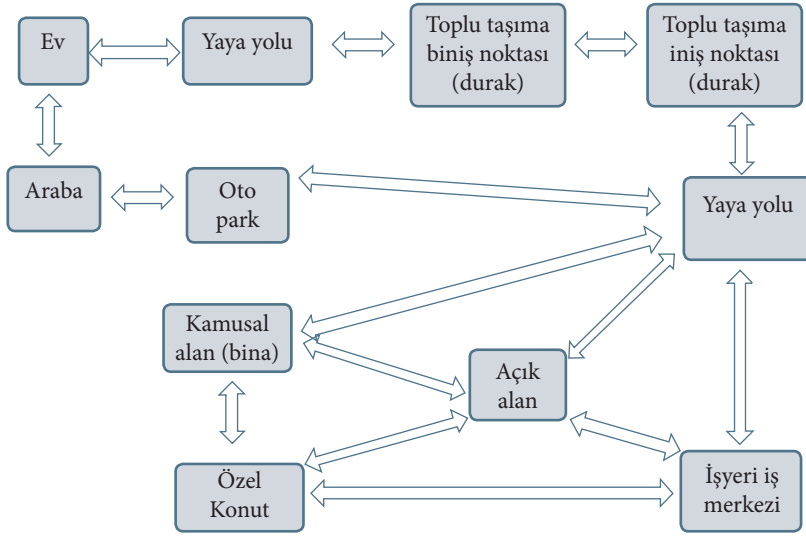 Ev
Yaya yolu
Toplu taşıma
biniş noktası
(durak)
Toplu taşıma
iniş noktası
(durak)
Araba
Oto
park
Yaya yolu
Kamusal
alan (bina)
Açık
alan
Özel
Konut
İşyeri iş
merkezi